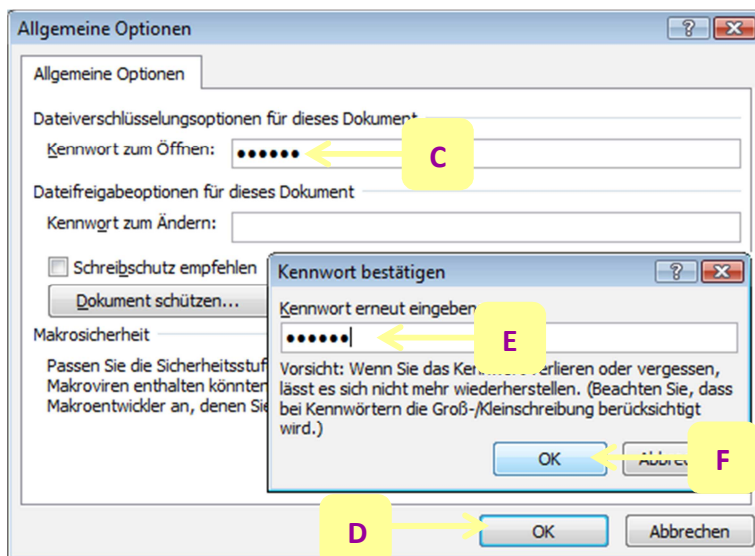 Allgemeine Optionen
Allgemeine Optionen
Dateiverschlüsselungsoptionen für dieses Dokument
Kennwort zum Öffnen: ●●●●●●
C
Dateifreigabeoptionen für dieses Dokument
Kennwort zum Ändern:
Schreibschutz empfehlen
Dokument schützen...
Makrosicherheit
Passen Sie die Sicherheitsstuf
Makroviren enthalten könnten
Makroentwickler an, denen Sie
Kennwort bestätigen
Kennwort erneut eingeben
●●●●●●
E
Vorsicht: Wenn Sie das Kennwort verlieren oder vergessen,
lässt es sich nicht mehr wiederherstellen. (Beachten Sie, dass
bei Kennwörtern die Groß-/Kleinschreibung berücksichtigt
wird.)
OK
F
D
OK
Abbrechen